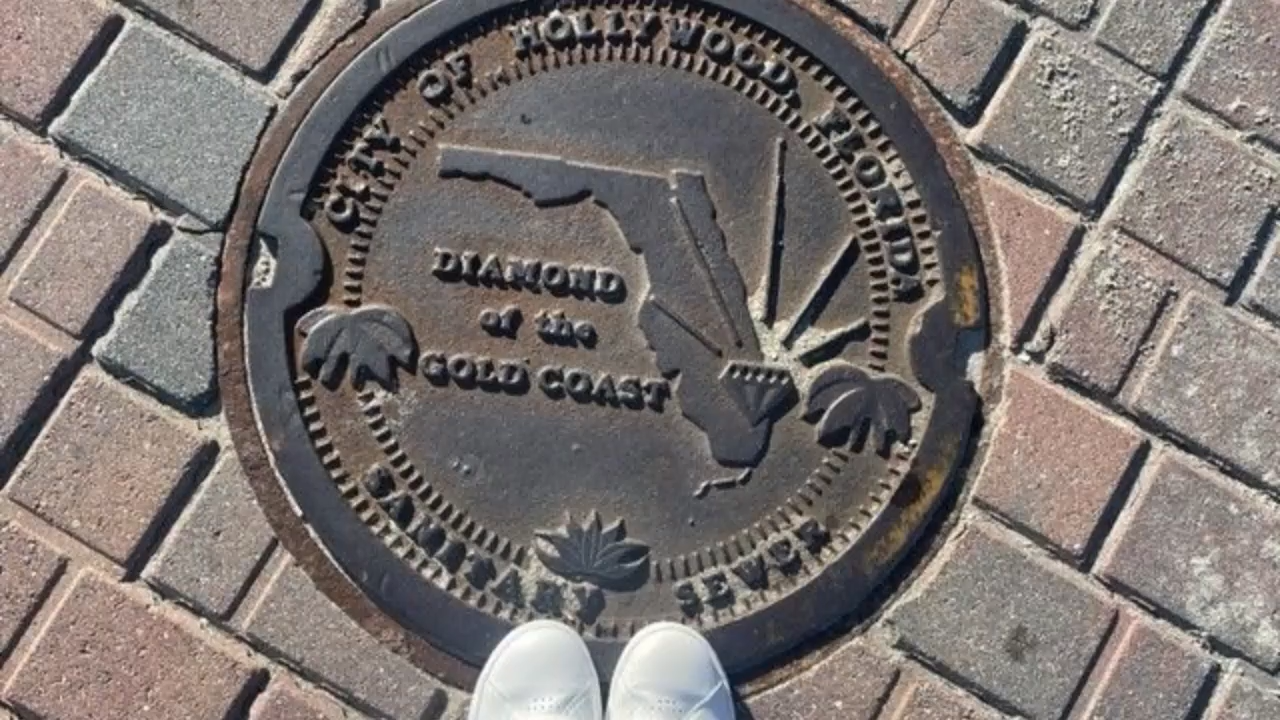 CITY OF HOLLYWOOD, FLORIDA
DIAMOND
of the
GOLD COAST
SANITARY SEWER